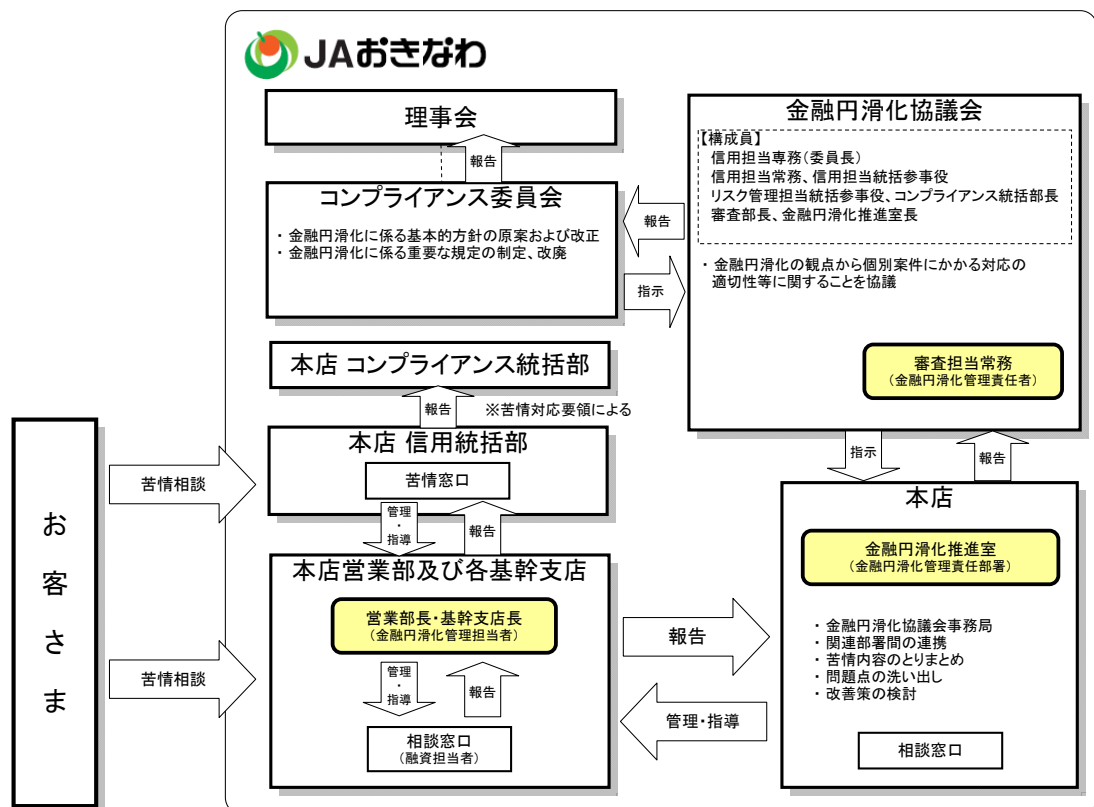 JAおきなわ
理事会
報告
コンプライアンス委員会
・ 金融円滑化に係る基本的方針の原案および改正
・ 金融円滑化に係る重要な規定の制定、改廃
報告
指示
金融円滑化協議会
【構成員】
信用担当専務(委員長)
信用担当常務、信用担当統括参事役
リスク管理担当統括参事役、コンプライアンス統括部長
審査部長、金融円滑化推進室長
・ 金融円滑化の観点から個別案件にかかる対応の
適切性等に関することを協議
審査担当常務
(金融円滑化管理責任者)
本店 コンプライアンス統括部
報告
※苦情対応要領による
本店 信用統括部
苦情窓口
管理・指導
報告
本店営業部及び各基幹支店
営業部長・基幹支店長
(金融円滑化管理担当者)
管理・指導
報告
相談窓口
(融資担当者)
お客さま
苦情相談
苦情相談
報告
管理・指導
指示
報告
本店
金融円滑化推進室
(金融円滑化管理責任部署)
・ 金融円滑化協議会事務局
・ 関連部署間の連携
・ 苦情内容のとりまとめ
・ 問題点の洗い出し
・ 改善策の検討
相談窓口